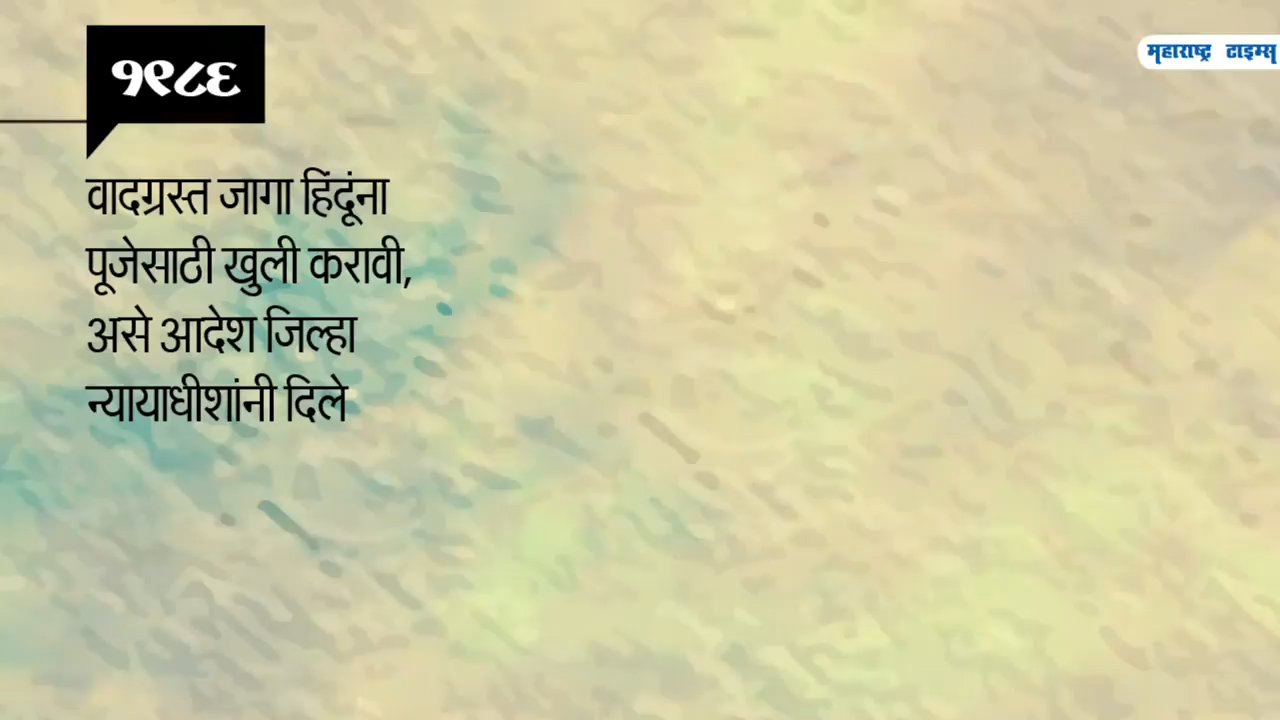 १९८६
महाराष्ट्र टाइम्स
वादग्रस्त जागा हिंदूंना
पूजेसाठी खुली करावी,
असे आदेश जिल्हा
न्यायाधीशांनी दिले